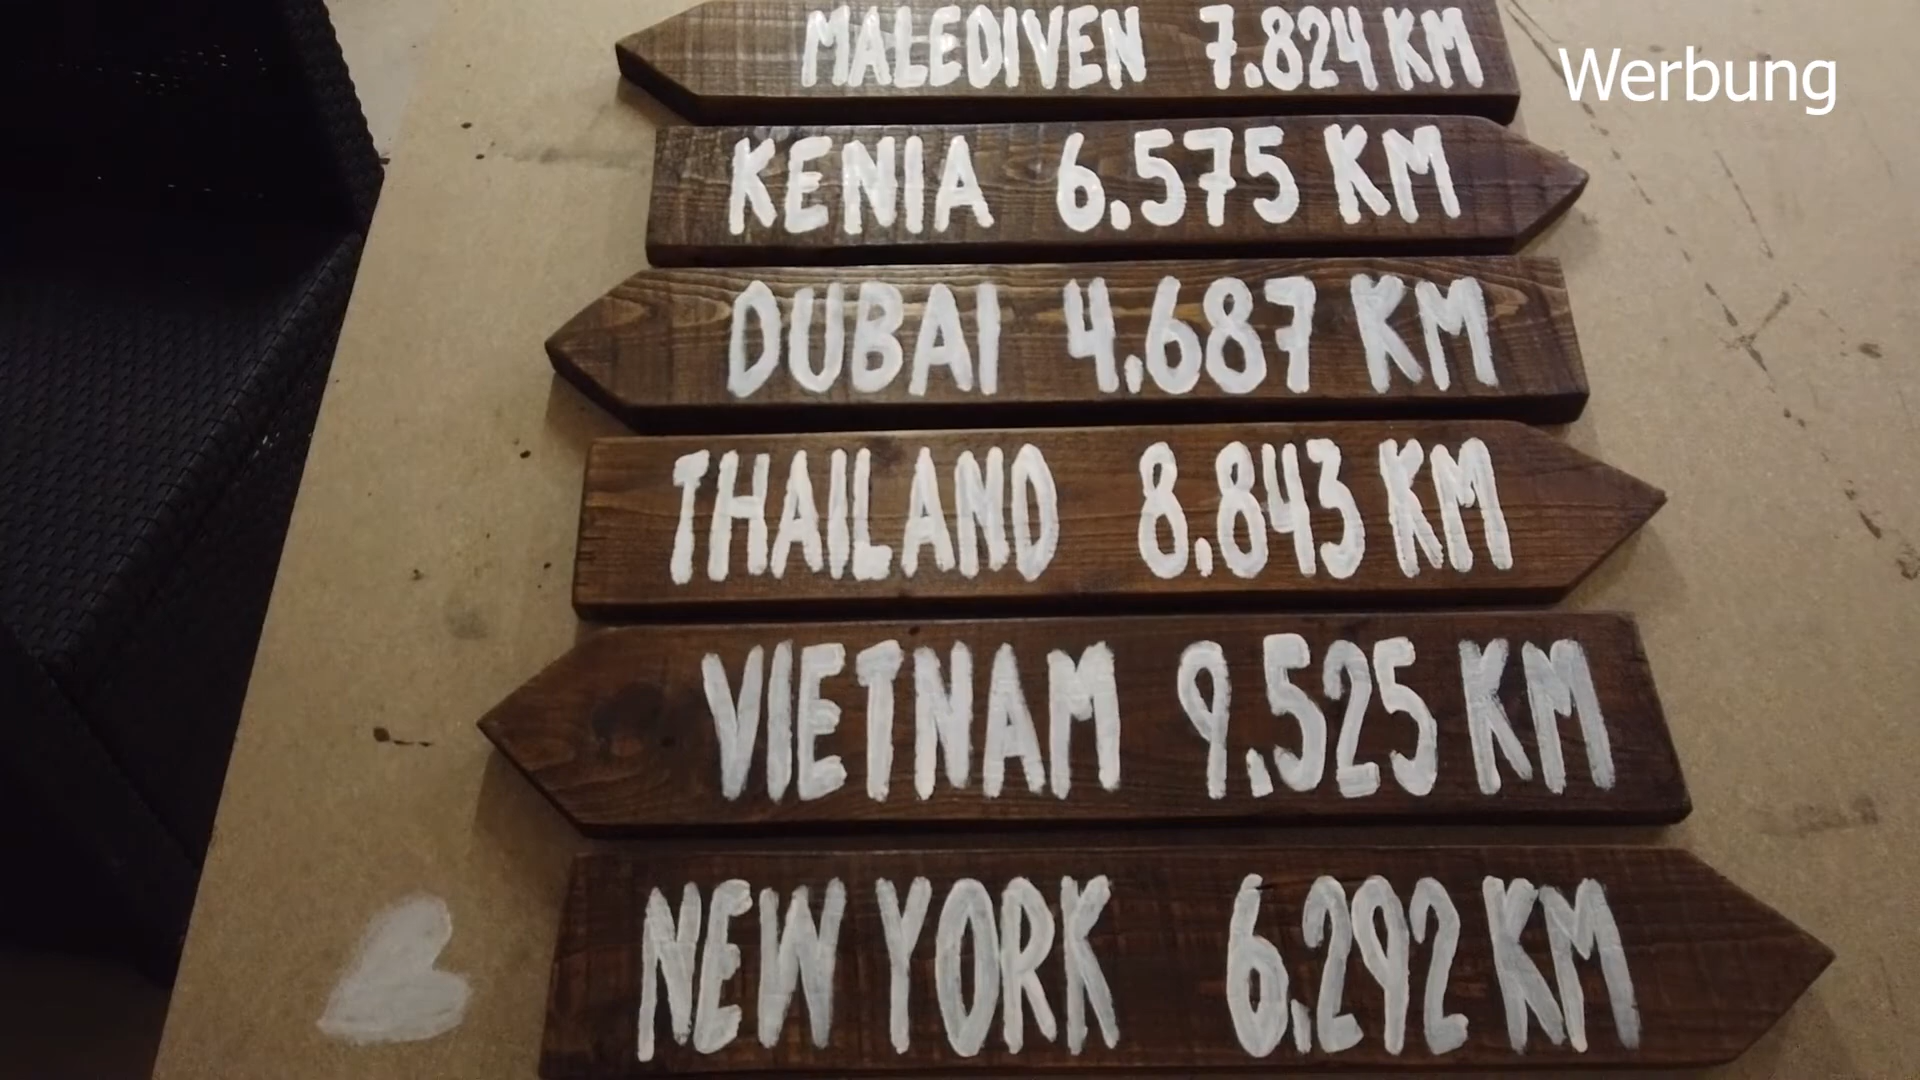 MALEDIVEN 7.824 KM
Werbung
KENIA 6.575 KM
DUBAI 4.687 KM
THAILAND 8.843 KM
VIETNAM 9.525 KM
NEW YORK 6.292 KM